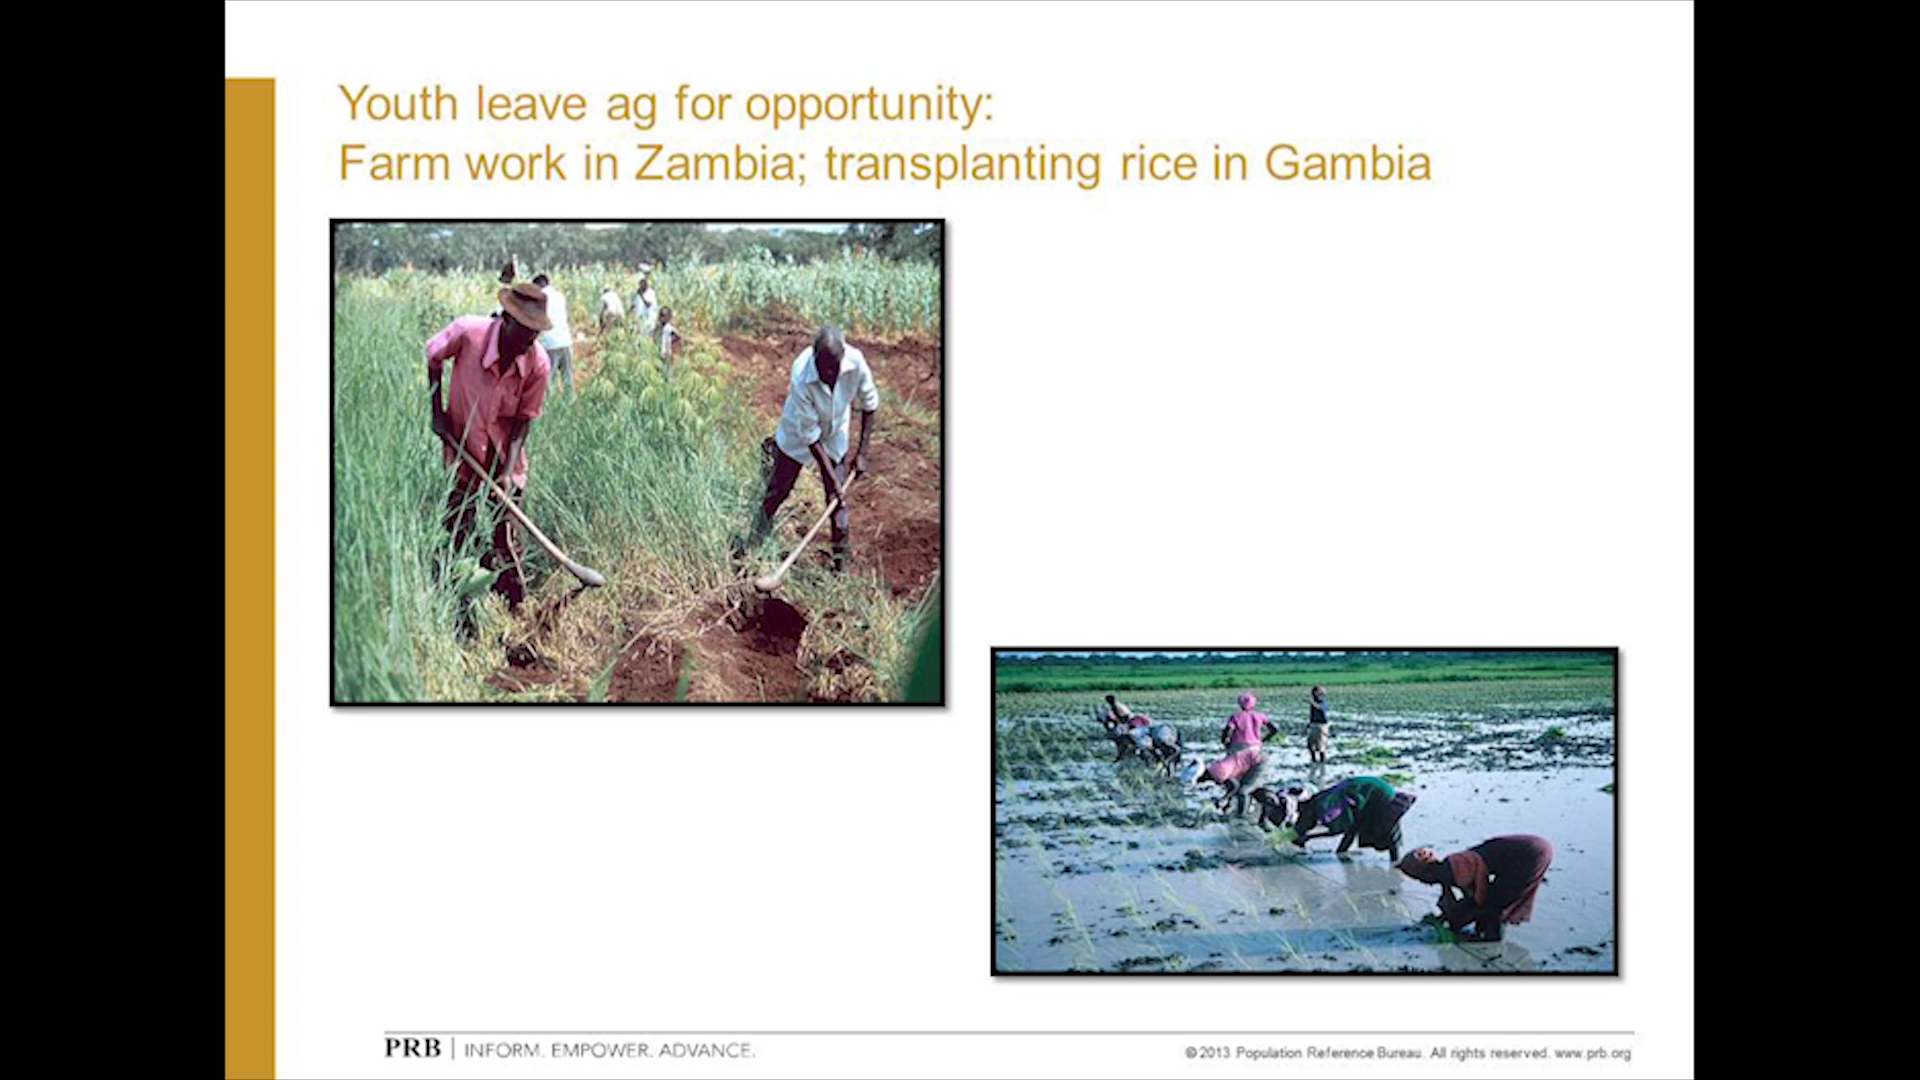 Youth leave ag for opportunity:
Farm work in Zambia; transplanting rice in Gambia
PRB | INFORM. EMPOWER. ADVANCE.
© 2013 Population Reference Bureau. All rights reserved. www.prb.org